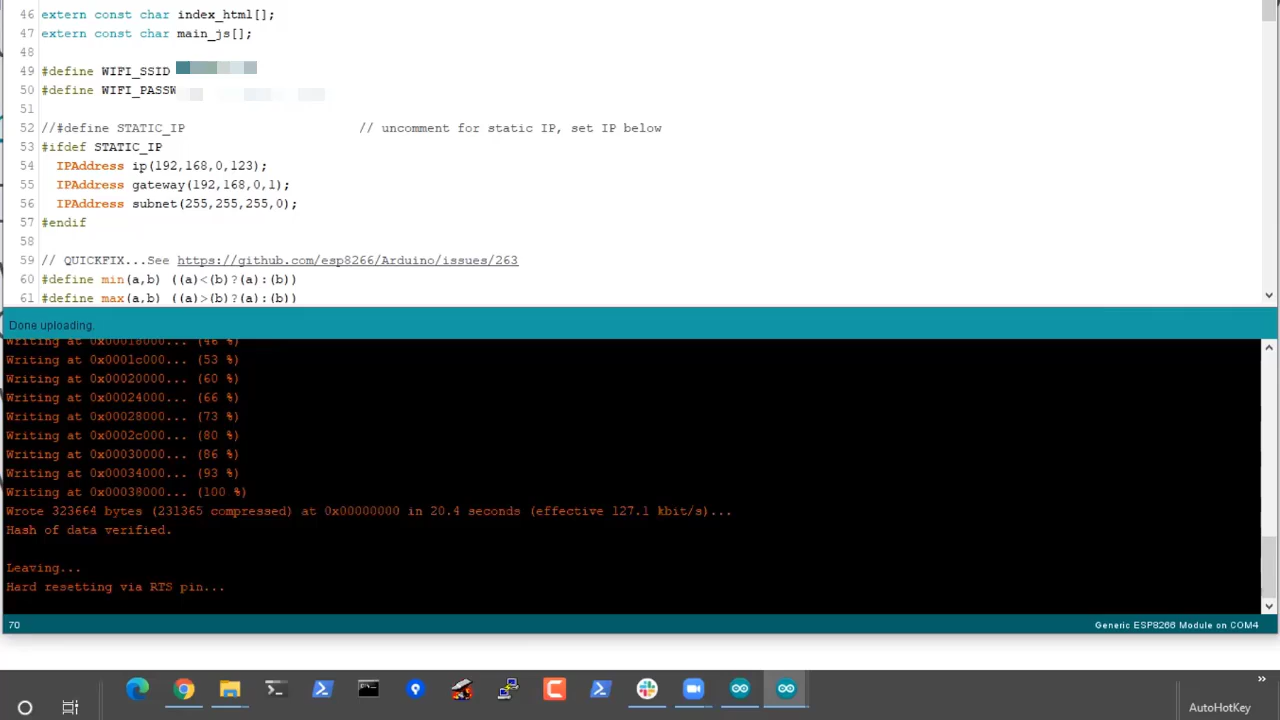 46 extern const char index_html[];
47 extern const char main_js[];
48
49 #define WIFI_SSID
50 #define WIFI_PASSW
51
52 //#define STATIC_IP // uncomment for static IP, set IP below
53 #ifdef STATIC_IP
54 IPAddress ip(192,168,0,123);
55 IPAddress gateway(192,168,0,1);
56 IPAddress subnet(255,255,255,0);
57 #endif
58
59 // QUICKFIX...See https://github.com/esp8266/Arduino/issues/263
60 #define min(a,b) ((a)<(b)?(a):(b))
61 #define max(a,b) ((a)>(b)?(a):(b))
Done uploading.
Writing at 0x00018000... (46 %)
Writing at 0x0001c000... (53 %)
Writing at 0x00020000... (60 %)
Writing at 0x00024000... (66 %)
Writing at 0x00028000... (73 %)
Writing at 0x0002c000... (80 %)
Writing at 0x00030000... (86 %)
Writing at 0x00034000... (93 %)
Writing at 0x00038000... (100 %)
Wrote 323664 bytes (231365 compressed) at 0x00000000 in 20.4 seconds (effective 127.1 kbit/s)...
Hash of data verified.
Leaving...
Hard resetting via RTS pin...
70 Generic ESP8266 Module on COM4
AutoHotKey